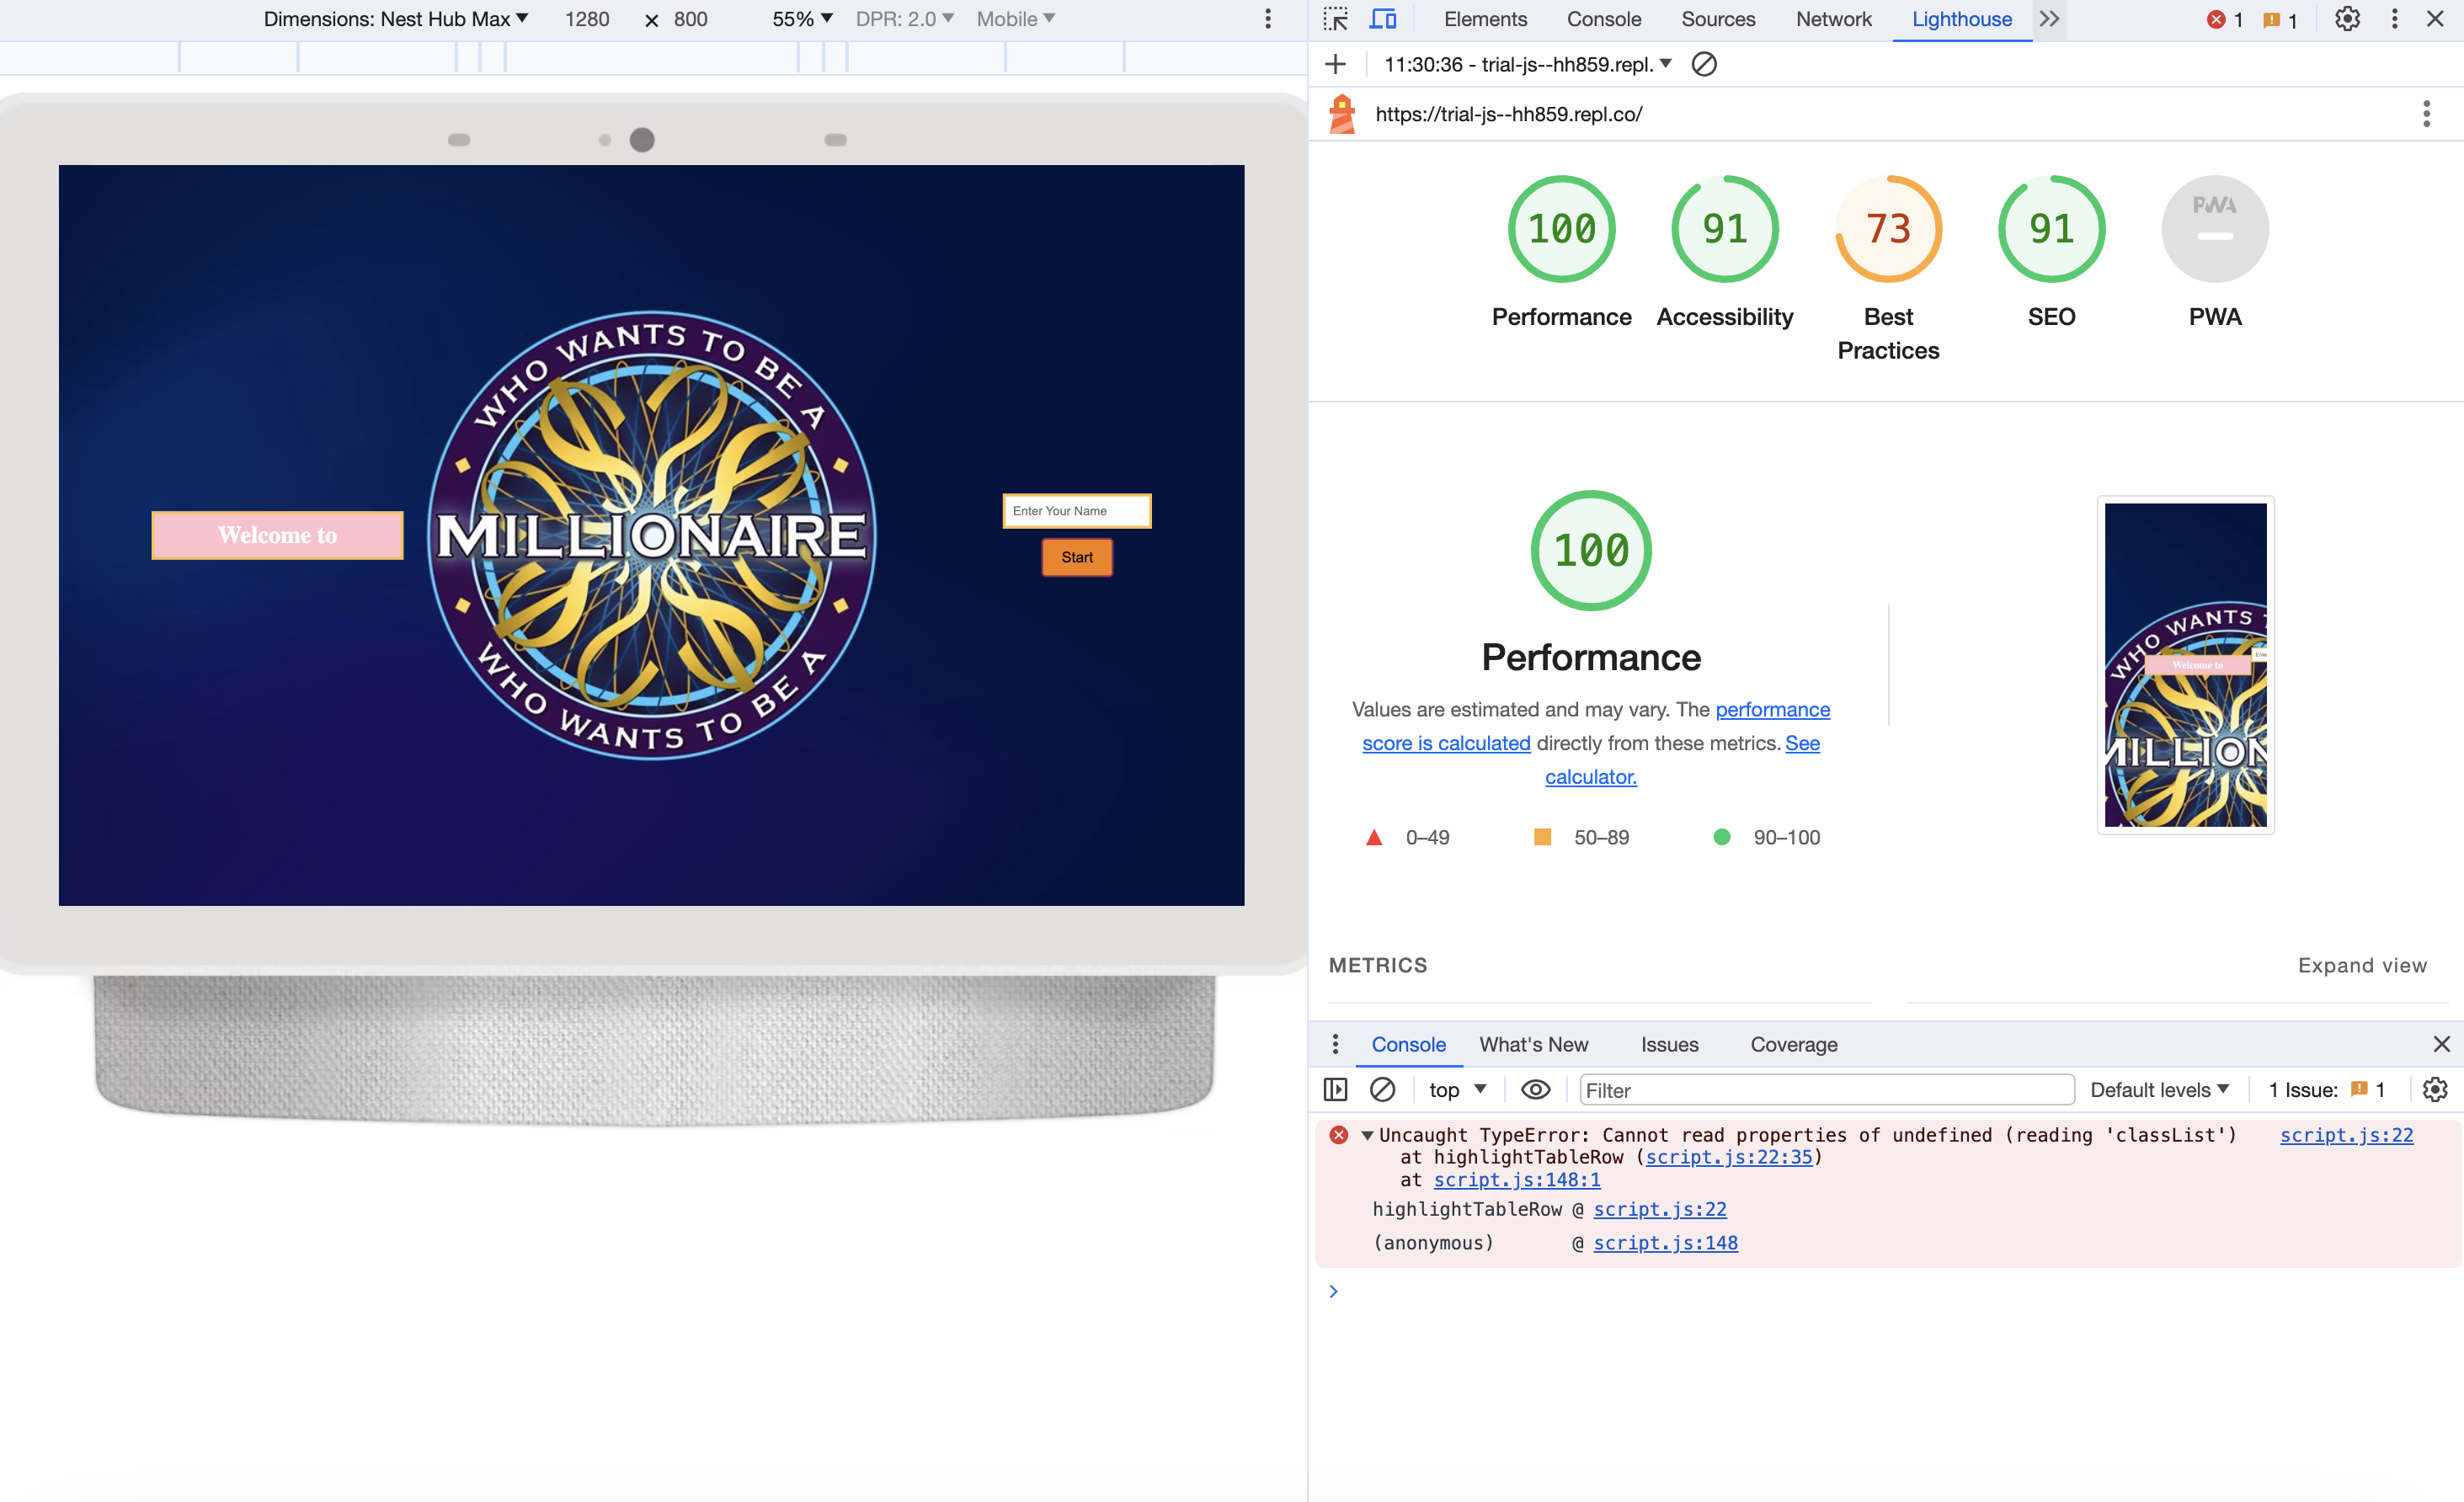 Dimensions: Nest Hub Max ▼ 1280 × 800 55% ▼ DPR: 2.0 ▼ Mobile ▼
WHO WANTS TO BE A
Welcome to
MILLIONAIRE
Enter Your Name
Start
WHO WANTS TO BE A
Elements Console Sources Network Lighthouse 1 1
11:30:36 - trial-js--hh859.repl. ▼
https://trial-js--hh859.repl.co/
100 91 73 91 PWA
Performance Accessibility Best Practices SEO PWA
100
Performance
Values are estimated and may vary. The performance
score is calculated directly from these metrics. See
calculator.
0–49 50–89 90–100
WHO WANTS T
Welcome to
Ente
MILLION
METRICS Expand view
Console What's New Issues Coverage
top ▼ Filter Default levels ▼ 1 Issue: 1
Uncaught TypeError: Cannot read properties of undefined (reading 'classList') script.js:22
at highlightTableRow (script.js:22:35)
at script.js:148:1
highlightTableRow @ script.js:22
(anonymous) @ script.js:148